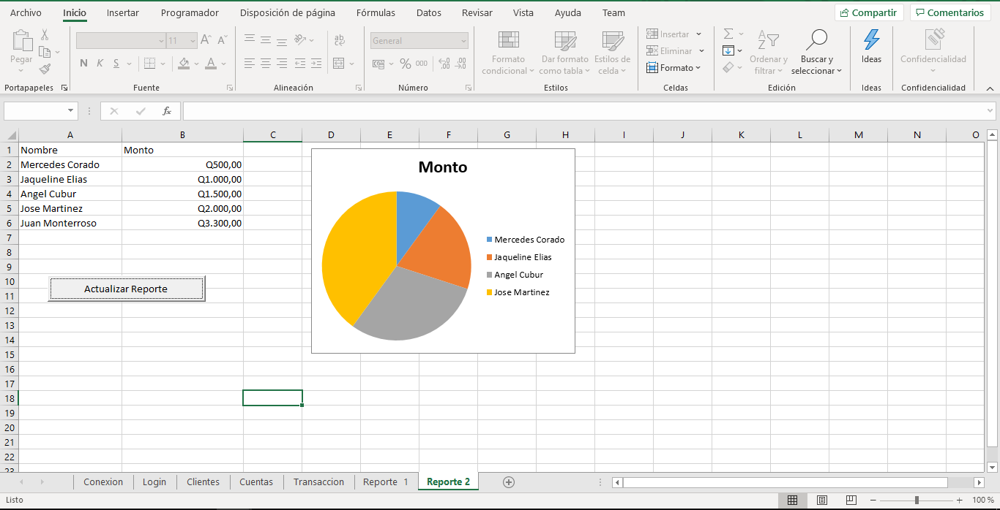 Archivo Inicio Insertar Programador Disposición de página Fórmulas Datos Revisar Vista Ayuda Team Compartir Comentarios
Pegar
N K S 11 A A A ab General % 000
Formato condicional Dar formato como tabla Estilos de celda
Insertar
Eliminar
Formato
Ordenar y filtrar Buscar y seleccionar Ideas Confidencialidad
Portapapeles Fuente Alineación Número Estilos Celdas Edición Ideas Confidencialidad
fx
A B C D E F G H I J K L M N O
1 Nombre Monto
2 Mercedes Corado Q500,00
3 Jaqueline Elias Q1.000,00
4 Angel Cubur Q1.500,00
5 Jose Martinez Q2.000,00
6 Juan Monterroso Q3.300,00
7
8
9
10
11
12
13
14
15
16
17
18
19
20
21
22
23
Actualizar Reporte
Monto
Mercedes Corado
Jaqueline Elias
Angel Cubur
Jose Martinez
Conexion Login Clientes Cuentas Transaccion Reporte 1 Reporte 2
Listo 100 %